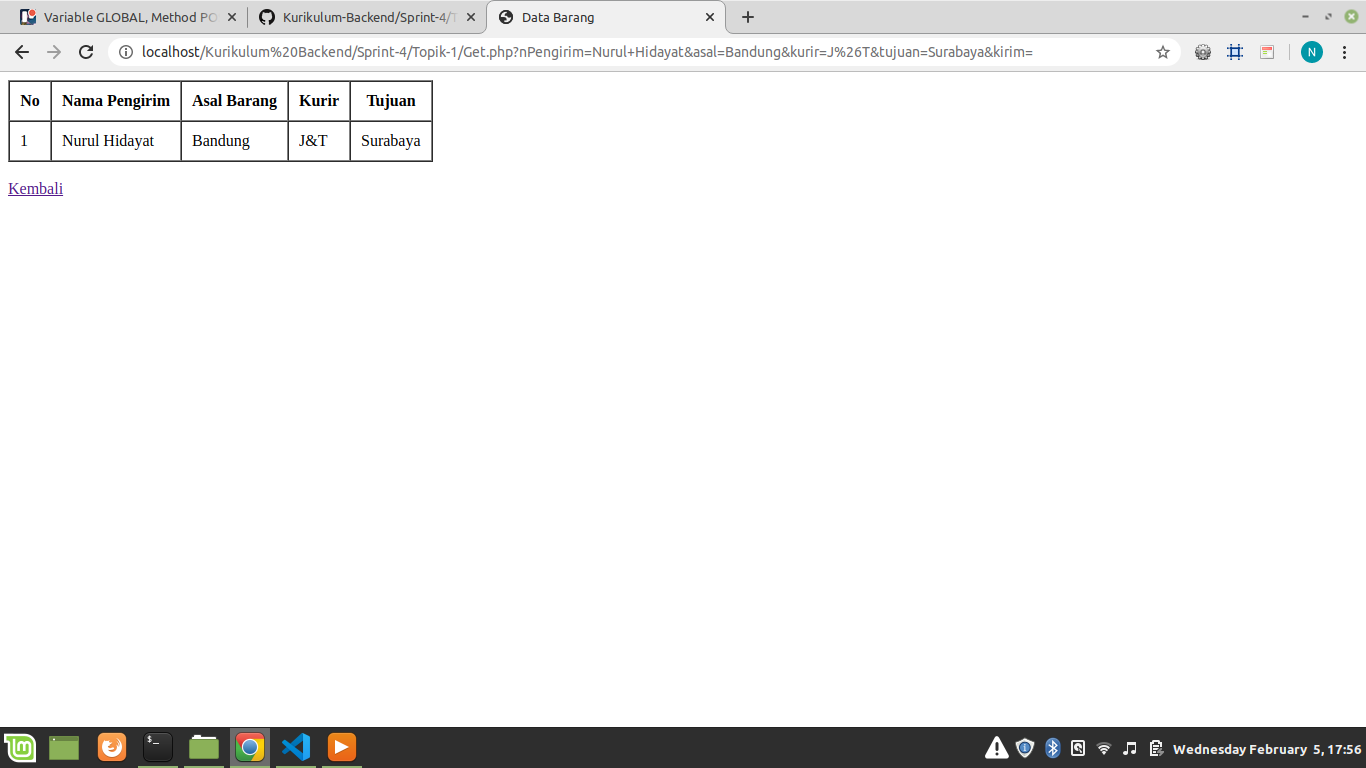 Variable GLOBAL, Method PO
Kurikulum-Backend/Sprint-4/T
Data Barang
localhost/Kurikulum%20Backend/Sprint-4/Topik-1/Get.php?nPengirim=Nurul+Hidayat&asal=Bandung&kurir=J%26T&tujuan=Surabaya&kirim=
N
No Nama Pengirim Asal Barang Kurir Tujuan
1 Nurul Hidayat Bandung J&T Surabaya
Kembali
$_
Wednesday February 5, 17:56